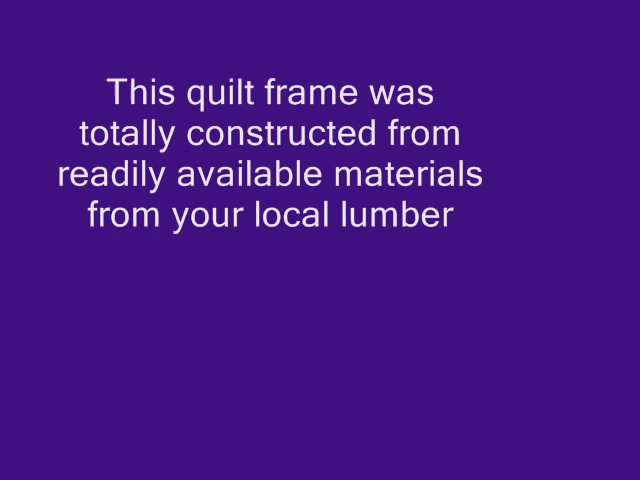 This quilt frame was
totally constructed from
readily available materials
from your local lumber